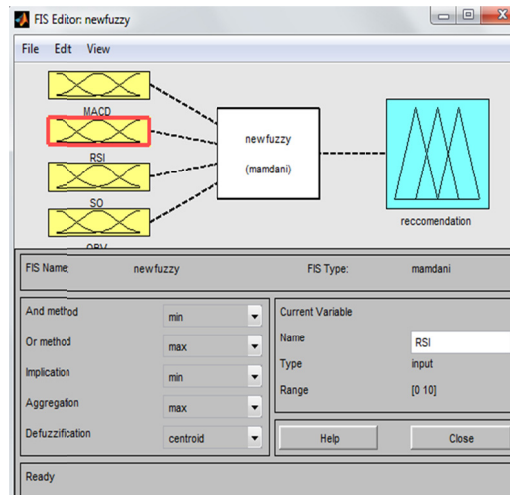 FIS Editor: newfuzzy
File Edt View
MACD
RSI
SO
OBV
newfuzzy
(mamdani)
reccomendation
FIS Name: newfuzzy FIS Type: mamdani
And method min
Or method max
Implication min
Aggregation max
Defuzzification centroid
Current Variable
Name RSI
Type input
Range [0 10]
Help Close
Ready